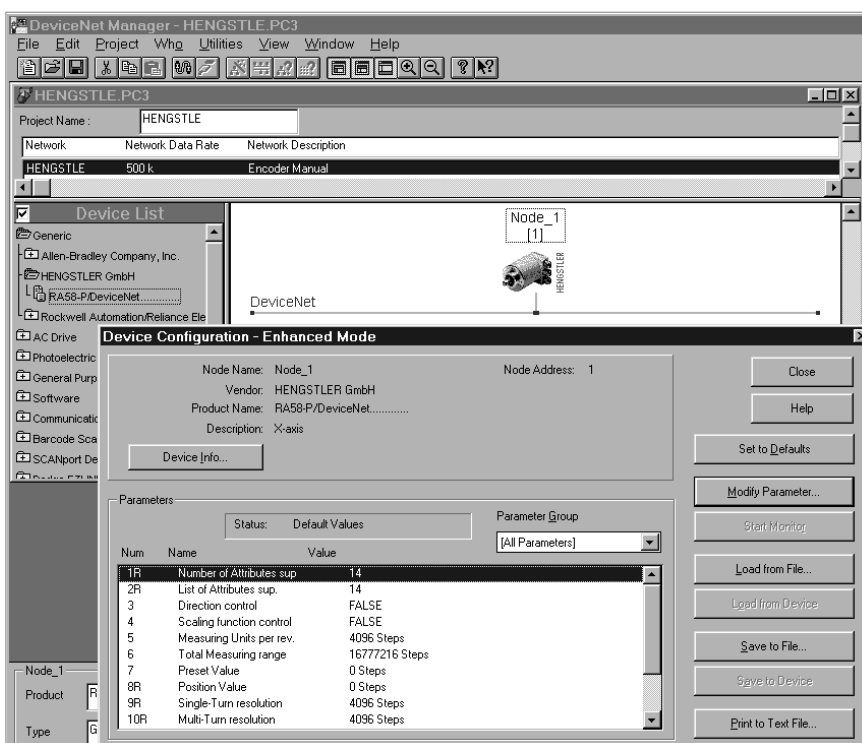 DeviceNet Manager - HENGSTLE.PC3
File Edit Project Who Utilities View Window Help
HENGSTLE.PC3
Project Name : HENGSTLE
Network Network Data Rate Network Description
HENGSTLE 500 k Encoder Manual
Device List
Generic
Allen-Bradley Company, Inc.
HENGSTLER GmbH
RA58-P/DeviceNet.............
Rockwell Automation/Reliance Ele
AC Drive
Photoelectric
General Purp
Software
Communicatic
Barcode Sca
SCANport De
Node_1
[1]
HENGSTLER
DeviceNet
Device Configuration - Enhanced Mode
Node Name: Node_1 Node Address: 1
Vendor: HENGSTLER GmbH
Product Name: RA58-P/DeviceNet.............
Description: X-axis
Device Info...
Close
Help
Set to Defaults
Modify Parameter...
Start Monitor
Load from File...
Load from Device
Save to File...
Save to Device
Print to Text File...
Parameters
Status: Default Values
Parameter Group
[All Parameters]
Num Name Value
1R Number of Attributes sup 14
2R List of Attributes sup. 14
3 Direction control FALSE
4 Scaling function control FALSE
5 Measuring Units per rev. 4096 Steps
6 Total Measuring range 16777216 Steps
7 Preset Value 0 Steps
8R Position Value 0 Steps
9R Single-Turn resolution 4096 Steps
10R Multi-Turn resolution 4096 Steps
Node_1
Product R
Type G